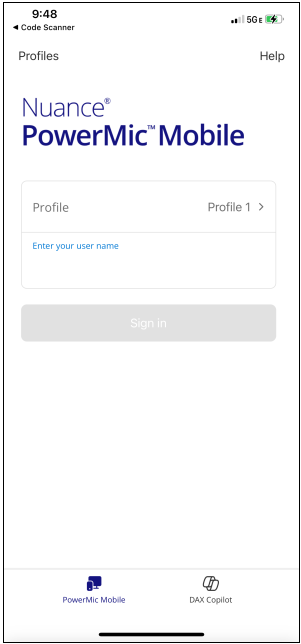 9:48
5GE
◀ Code Scanner
Profiles Help
Nuance®
PowerMic™ Mobile
Profile Profile 1 >
Enter your user name
Sign in
PowerMic Mobile DAX Copilot